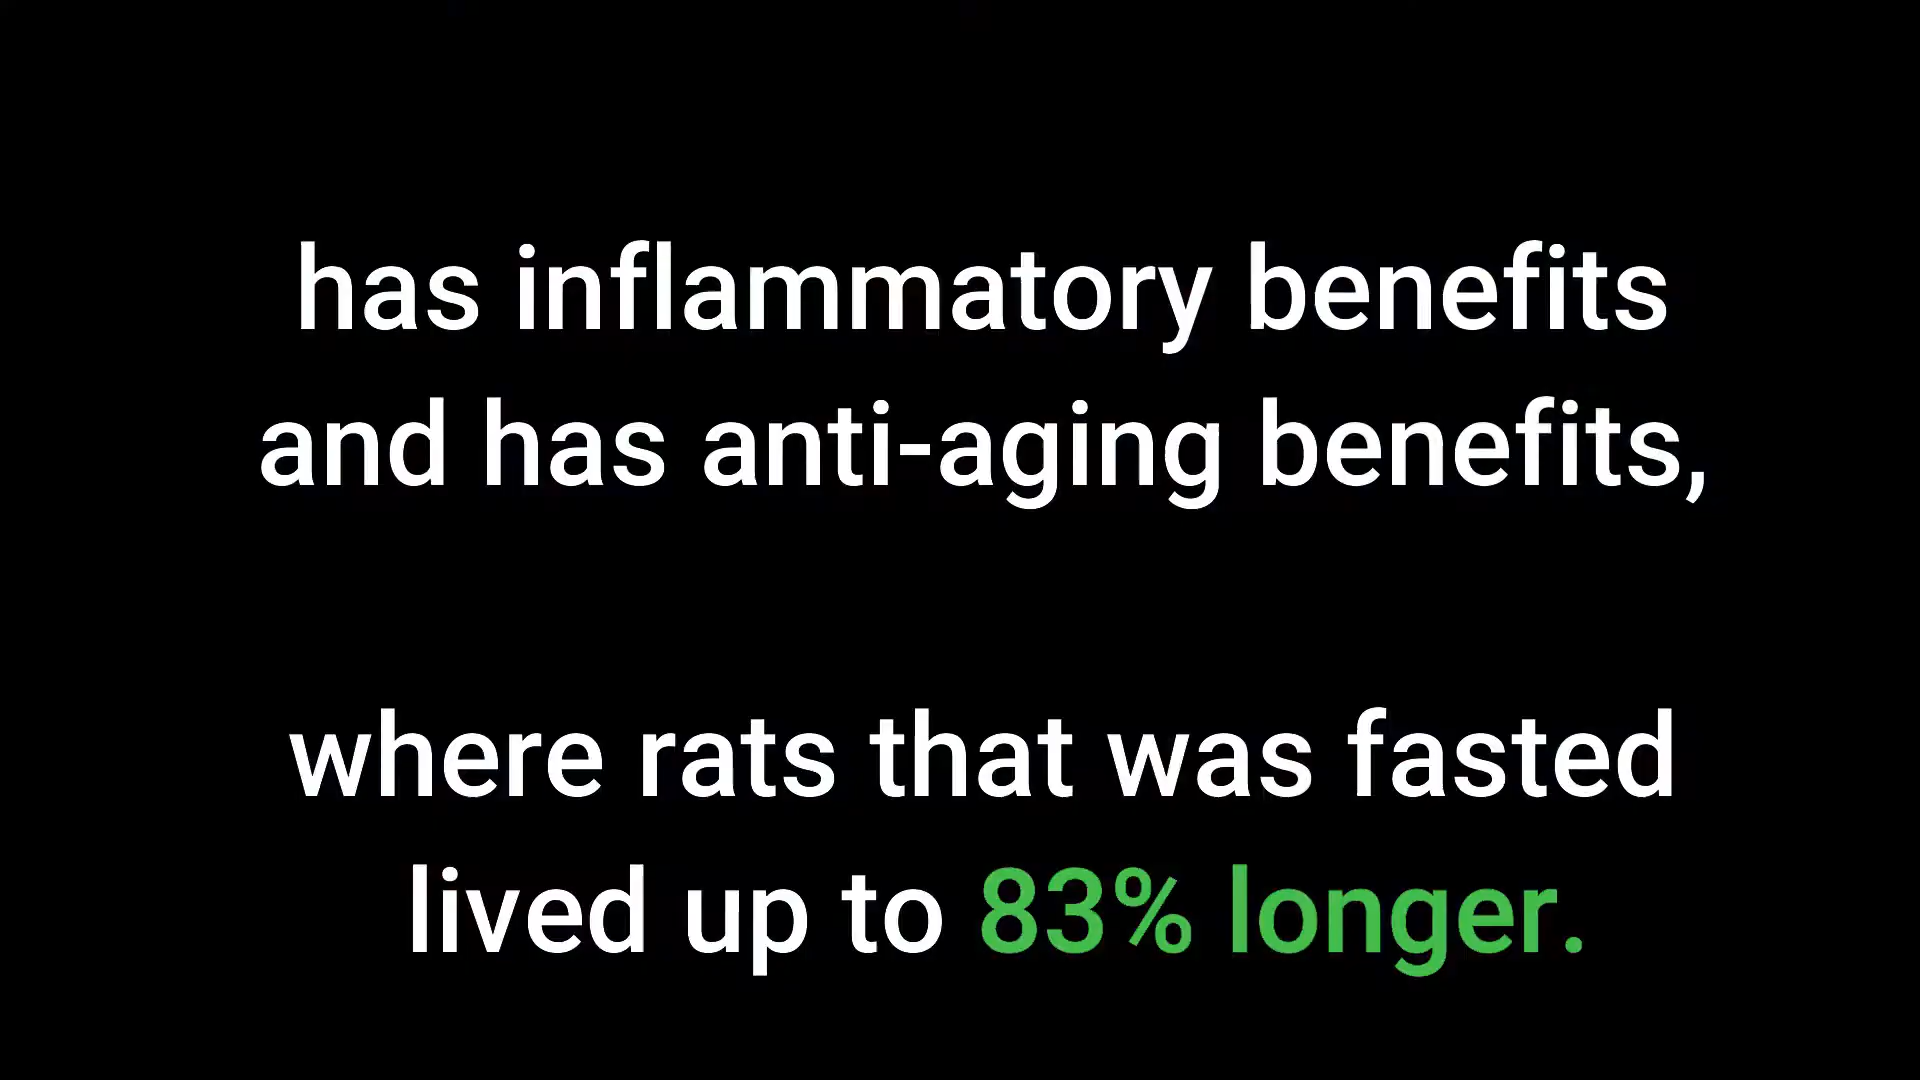 has inflammatory benefits
and has anti-aging benefits,
where rats that was fasted
lived up to 83% longer.